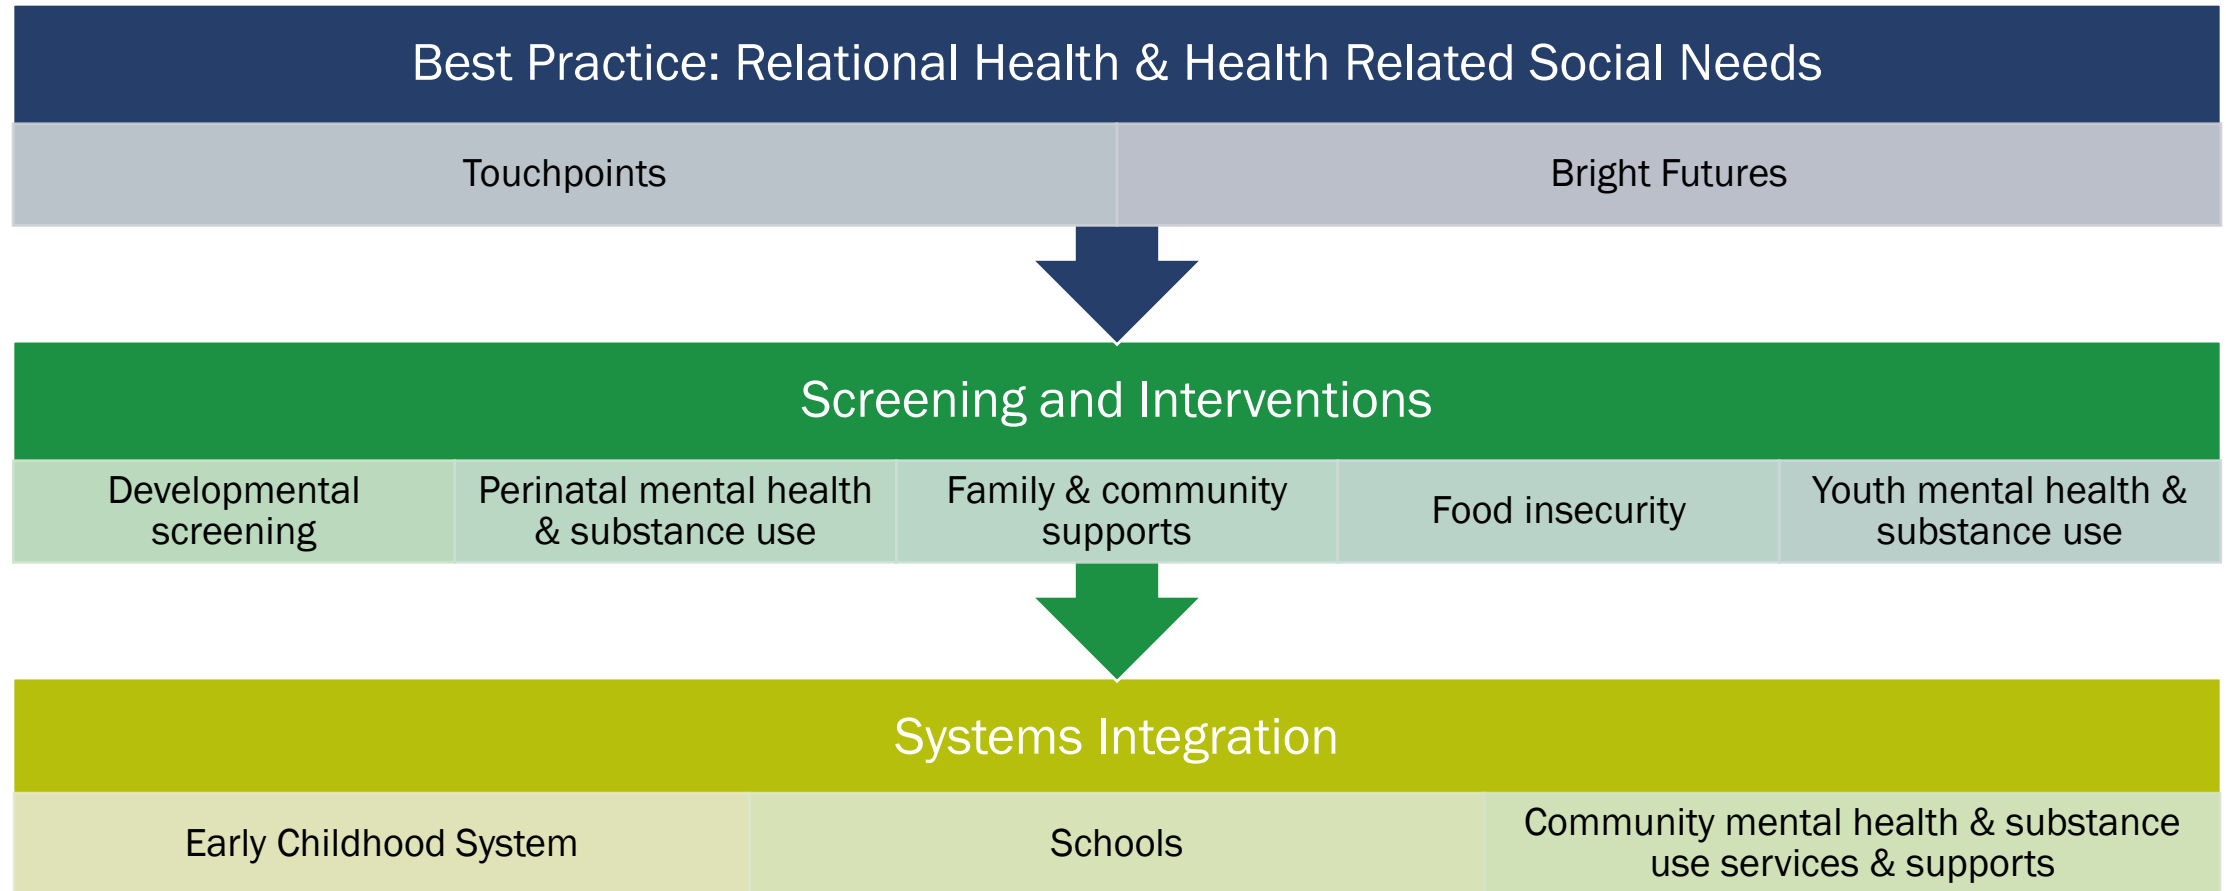 Best Practice: Relational Health & Health Related Social Needs
Touchpoints
Bright Futures
Screening and Interventions
Developmental
screening
Perinatal mental health
& substance use
Family & community
supports
Food insecurity
Youth mental health &
substance use
Systems Integration
Early Childhood System
Schools
Community mental health & substance
use services & supports